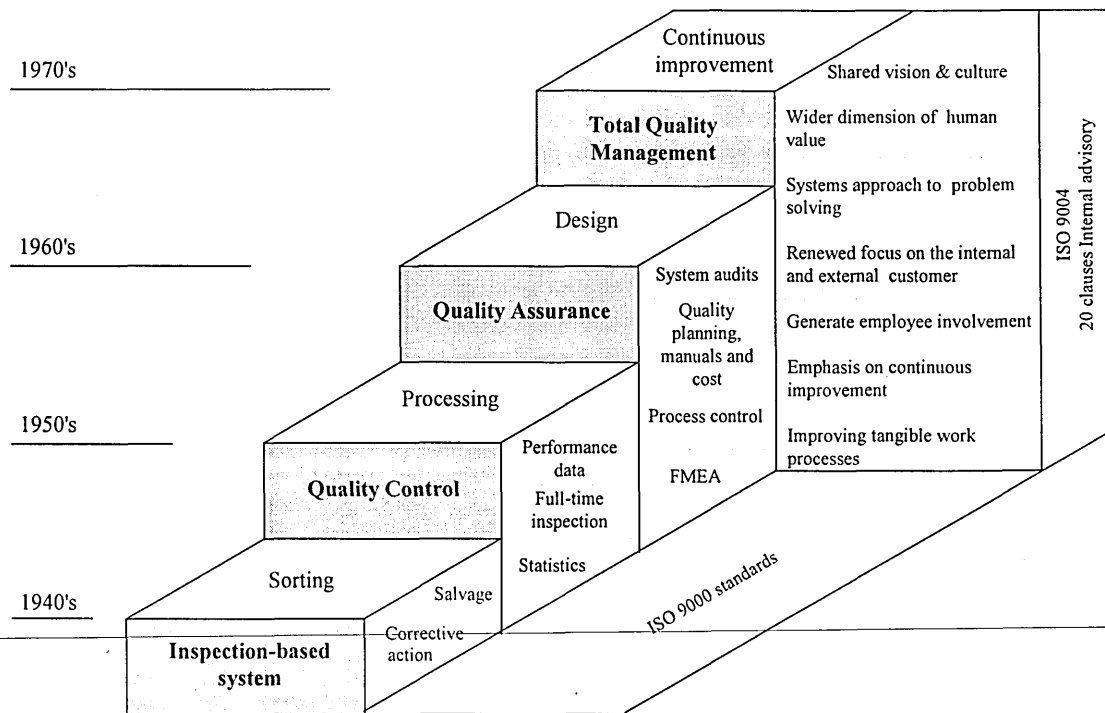 1970's
Continuous
improvement
Total Quality
Management
Shared vision & culture
Wider dimension of human
value
Systems approach to problem
solving
Renewed focus on the internal
and external customer
Generate employee involvement
Emphasis on continuous
improvement
Improving tangible work
processes
ISO 9004
20 clauses Internal advisory
1960's
Design
Quality Assurance
System audits
Quality
planning,
manuals and
cost
Process control
FMEA
1950's
Processing
Quality Control
Performance
data
Full-time
inspection
Statistics
1940's
Sorting
Inspection-based
system
Salvage
Corrective
action
ISO 9000 standards